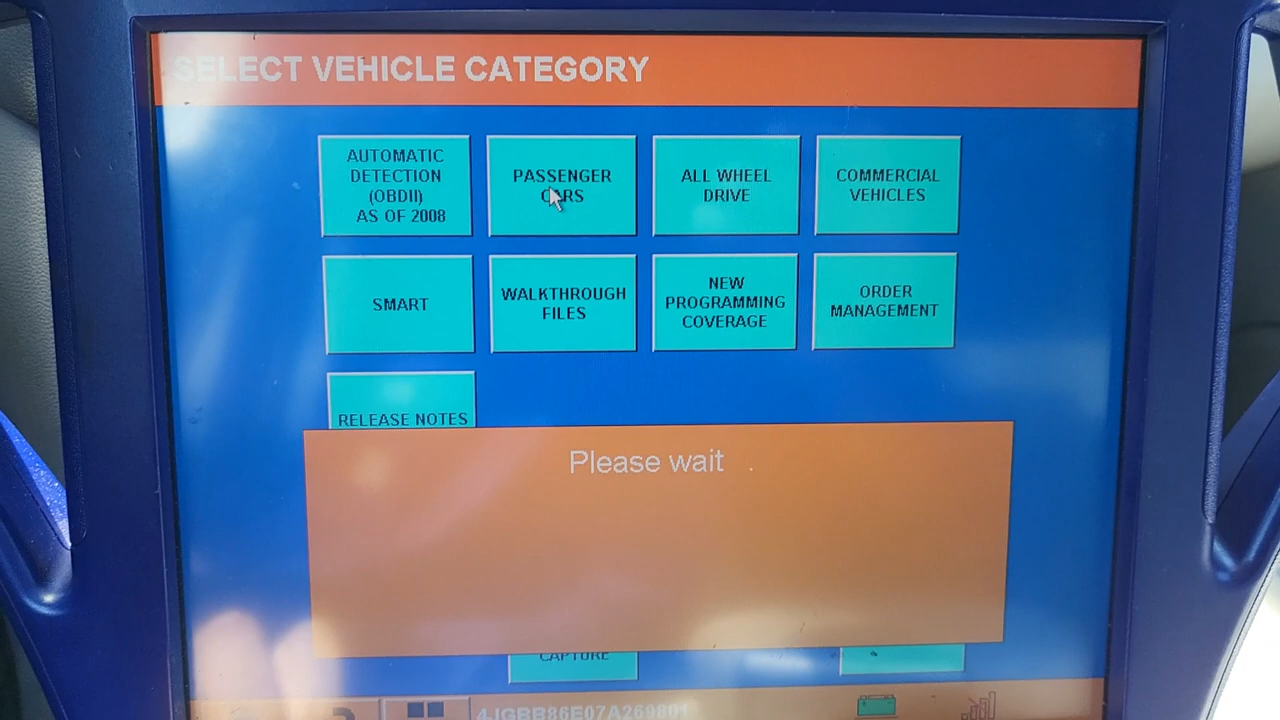 SELECT VEHICLE CATEGORY
AUTOMATIC
DETECTION
(OBDII)
AS OF 2008
PASSENGER
CARS
ALL WHEEL
DRIVE
COMMERCIAL
VEHICLES
SMART
WALKTHROUGH
FILES
NEW
PROGRAMMING
COVERAGE
ORDER
MANAGEMENT
RELEASE NOTES
Please wait .
CAPTURE
4JGBB86E07A269801